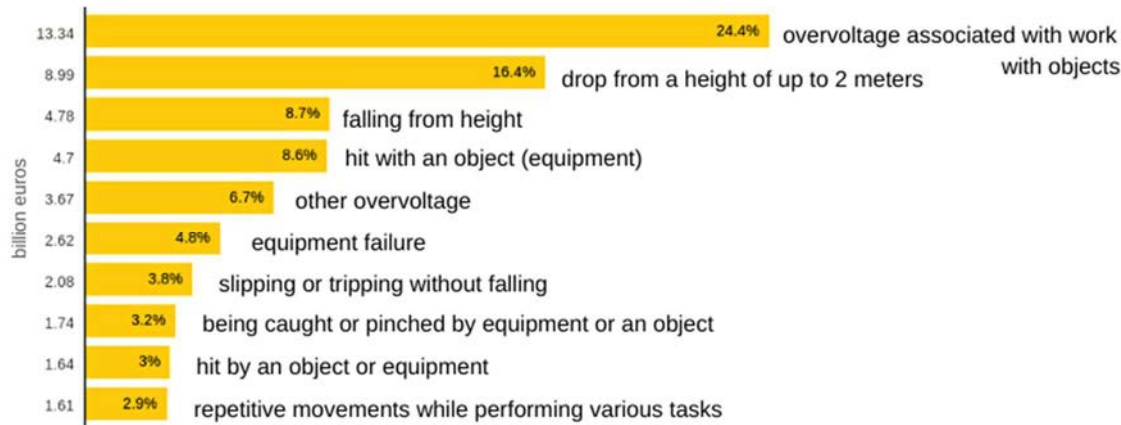 13.34 24.4% overvoltage associated with work
with objects
8.99 16.4% drop from a height of up to 2 meters
4.78 8.7% falling from height
4.7 8.6% hit with an object (equipment)
3.67 6.7% other overvoltage
2.62 4.8% equipment failure
2.08 3.8% slipping or tripping without falling
1.74 3.2% being caught or pinched by equipment or an object
1.64 3% hit by an object or equipment
1.61 2.9% repetitive movements while performing various tasks
billion euros